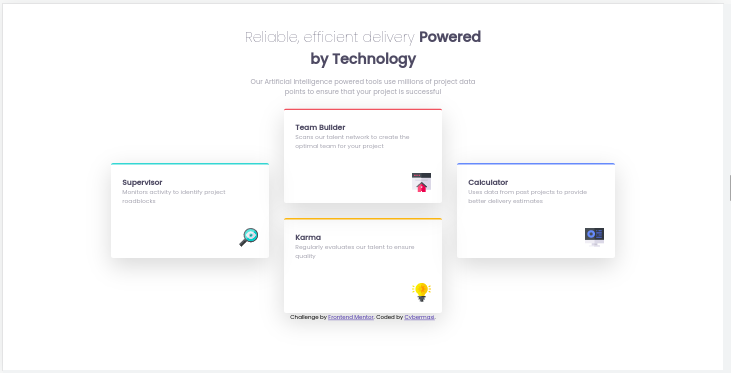 Reliable, efficient delivery Powered
by Technology
Our Artificial Intelligence powered tools use millions of project data
points to ensure that your project is successful
Team Builder
Scans our talent network to create the
optimal team for your project
Supervisor
Monitors activity to identify project
roadblocks
Calculator
Uses data from past projects to provide
better delivery estimates
Karma
Regularly evaluates our talent to ensure
quality
Challenge by Frontend Mentor. Coded by Cybermaxi.